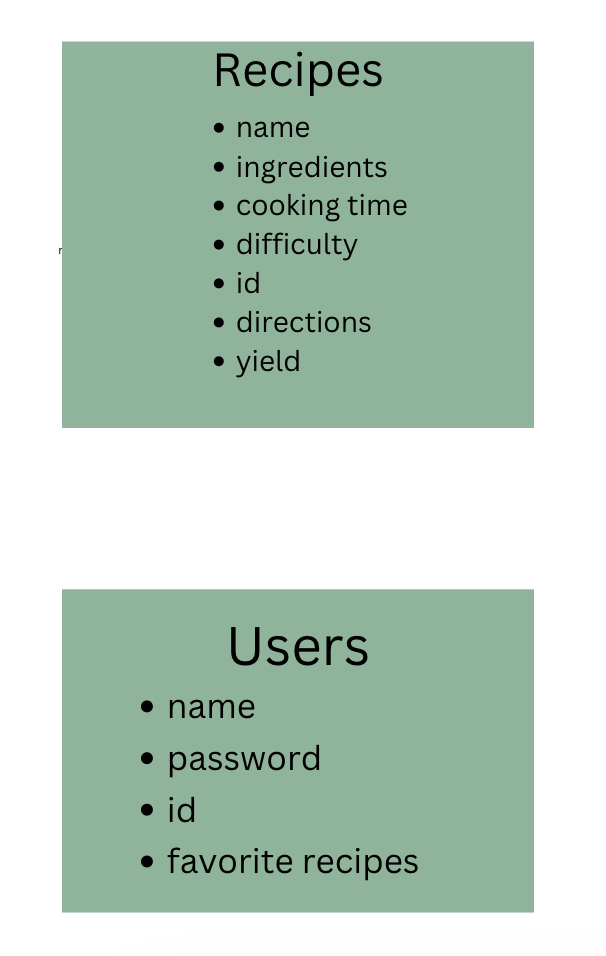 Recipes
• name
• ingredients
• cooking time
• difficulty
• id
• directions
• yield
Users
• name
• password
• id
• favorite recipes